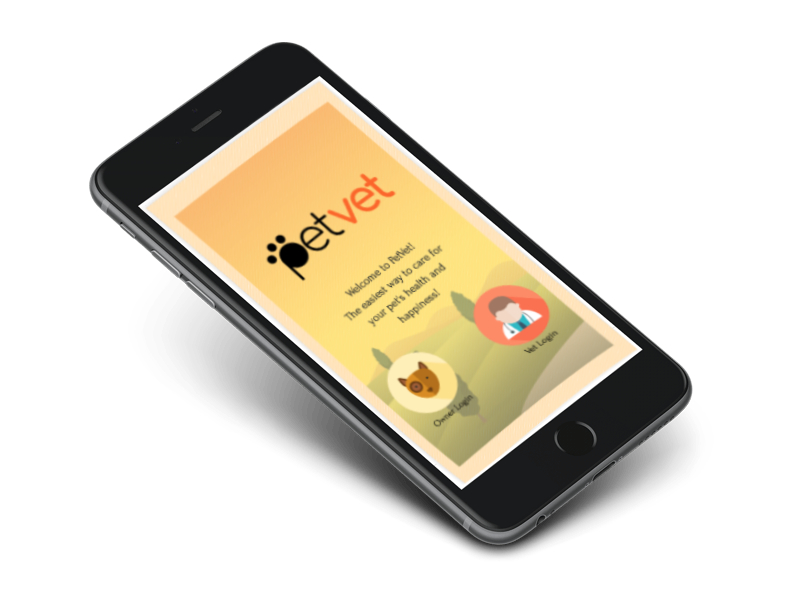 petvet
Welcome to PetVet!
The easiest way to care for
your pet's health and
happiness!
Owner Login
Vet Login